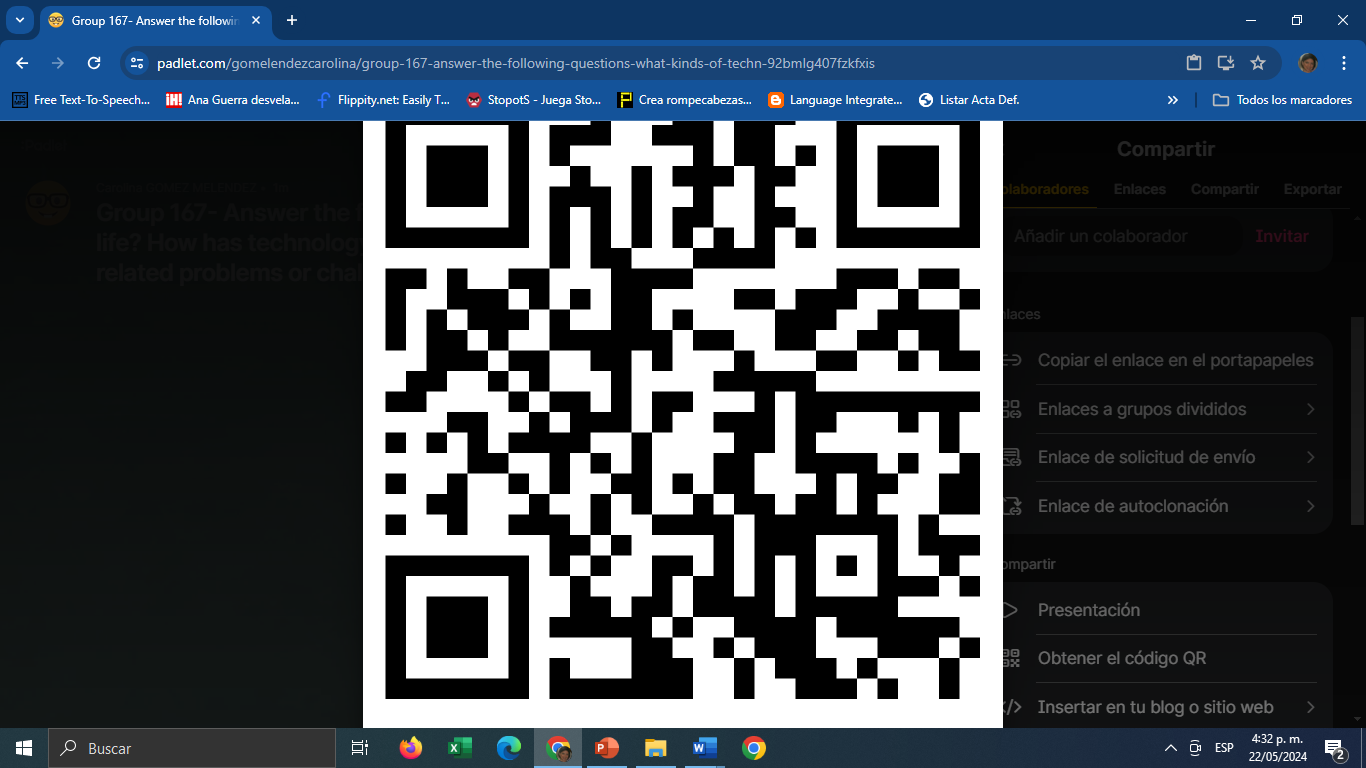 Group 167- Answer the followin
padlet.com/gomelendezcarolina/group-167-answer-the-following-questions-what-kinds-of-techn-92bmlg407fzkfxis
Free Text-To-Speech...
Ana Guerra desvela...
Flippity.net: Easily T...
StopotS - Juega Sto...
Crea rompecabezas...
Language Integrate...
Listar Acta Def.
Todos los marcadores
Compartir
olaboradores
Enlaces
Compartir
Exportar
Group 167- Answer the f
life? How has technology
related problems or chal
Añadir un colaborador
Invitar
nlaces
Copiar el enlace en el portapapeles
Enlaces a grupos divididos
Enlace de solicitud de envío
Enlace de autoclonación
ompartir
Presentación
Obtener el código QR
Insertar en tu blog o sitio web
Buscar
ESP
4:32 p. m.
22/05/2024
2